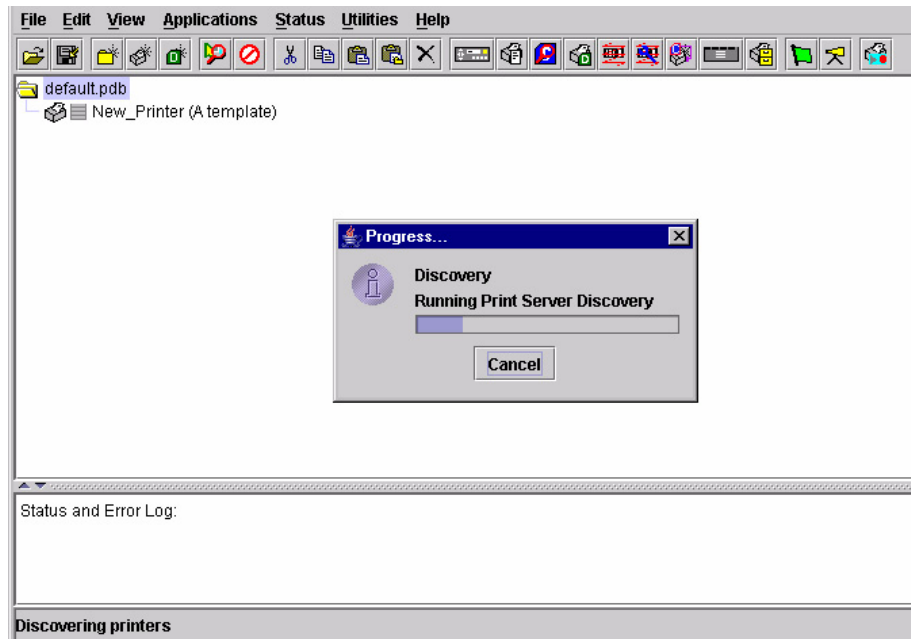 File Edit View Applications Status Utilities Help
default.pdb
New_Printer (A template)
Progress...
Discovery
Running Print Server Discovery
Cancel
Status and Error Log:
Discovering printers